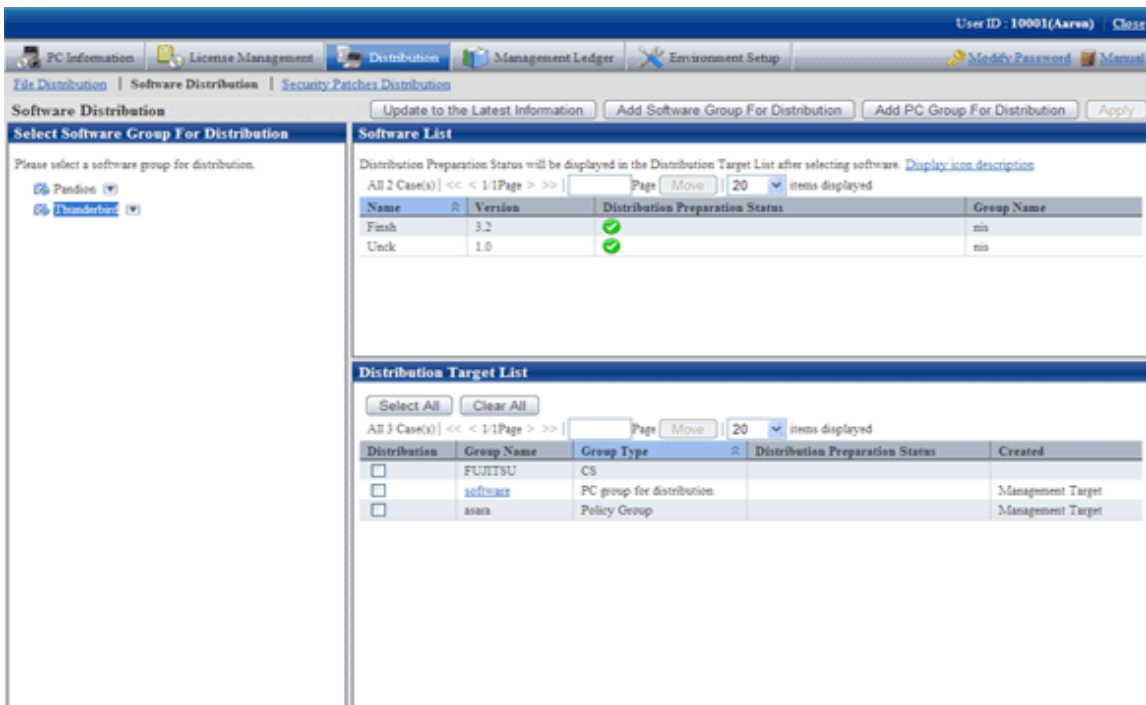 User ID : 10001(Aaron) Close
PC Information License Management Distribution Management Ledger Environment Setup Modify Password Manual
File Distribution | Software Distribution | Security Patches Distribution
Software Distribution Update to the Latest Information Add Software Group For Distribution Add PC Group For Distribution Apply
Select Software Group For Distribution
Please select a software group for distribution.
Pandion
Thunderbird
Software List
Distribution Preparation Status will be displayed in the Distribution Target List after selecting software. Display icon description
All 2 Case(s) | << < 1/1Page > >> | Page Move | 20 items displayed
Name Version Distribution Preparation Status Group Name
Finsh 3.2 nis
Unck 1.0 nis
Distribution Target List
Select All Clear All
All 3 Case(s) | << < 1/1Page > >> | Page Move | 20 items displayed
Distribution Group Name Group Type Distribution Preparation Status Created
FUJITSU CS
software PC group for distribution Management Target
asara Policy Group Management Target